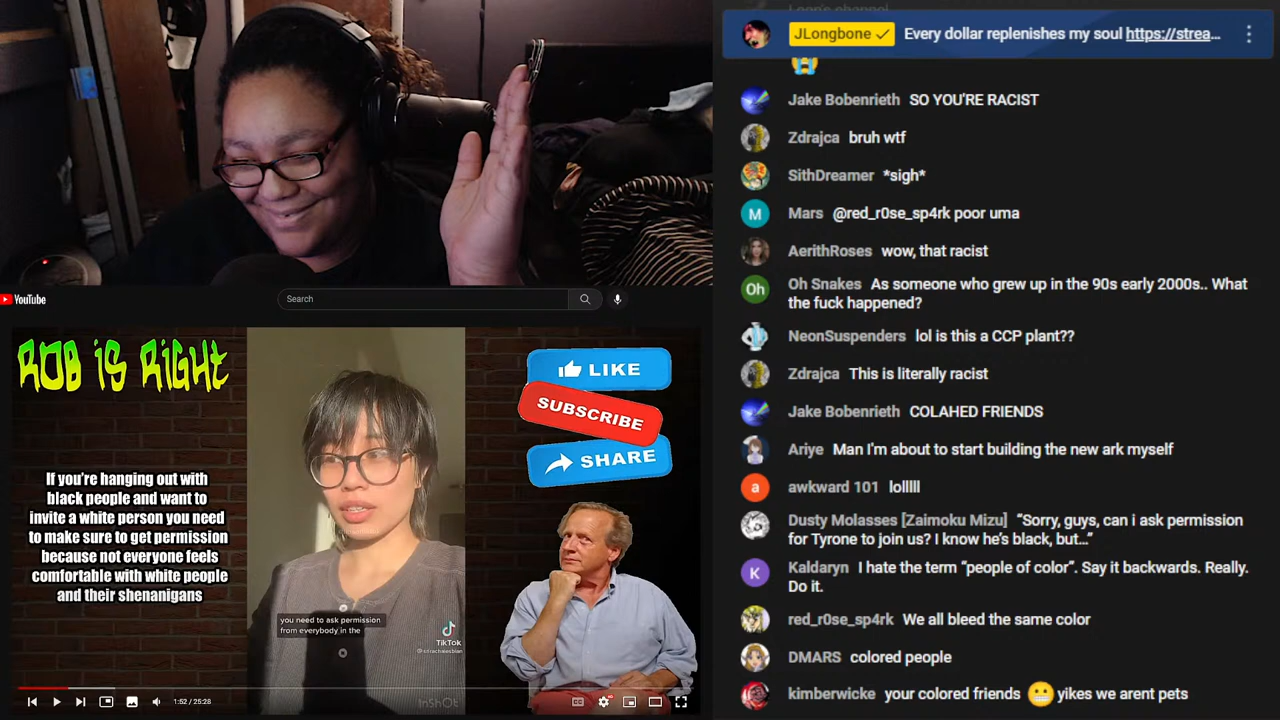 Loon's channel
JLongbone Every dollar replenishes my soul https://strea...
Jake Bobenrieth SO YOU'RE RACIST
Zdrajca bruh wtf
SithDreamer *sigh*
M Mars @red_r0se_sp4rk poor uma
AerithRoses wow, that racist
Oh Oh Snakes As someone who grew up in the 90s early 2000s.. What
the fuck happened?
NeonSuspenders lol is this a CCP plant??
Zdrajca This is literally racist
Jake Bobenrieth COLAHED FRIENDS
Ariye Man I'm about to start building the new ark myself
a awkward 101 lolllll
Dusty Molasses [Zaimoku Mizu] “Sorry, guys, can i ask permission
for Tyrone to join us? I know he's black, but…”
K Kaldaryn I hate the term “people of color”. Say it backwards. Really.
Do it.
red_r0se_sp4rk We all bleed the same color
DMARS colored people
kimberwicke your colored friends 😬 yikes we arent pets
YouTube
Search
ROB iS RiGHt
If you're hanging out with
black people and want to
invite a white person you need
to make sure to get permission
because not everyone feels
comfortable with white people
and their shenanigans
you need to ask permission
from everybody in the
TikTok
InShOt
LIKE
SUBSCRIBE
SHARE
1:52 / 25:28